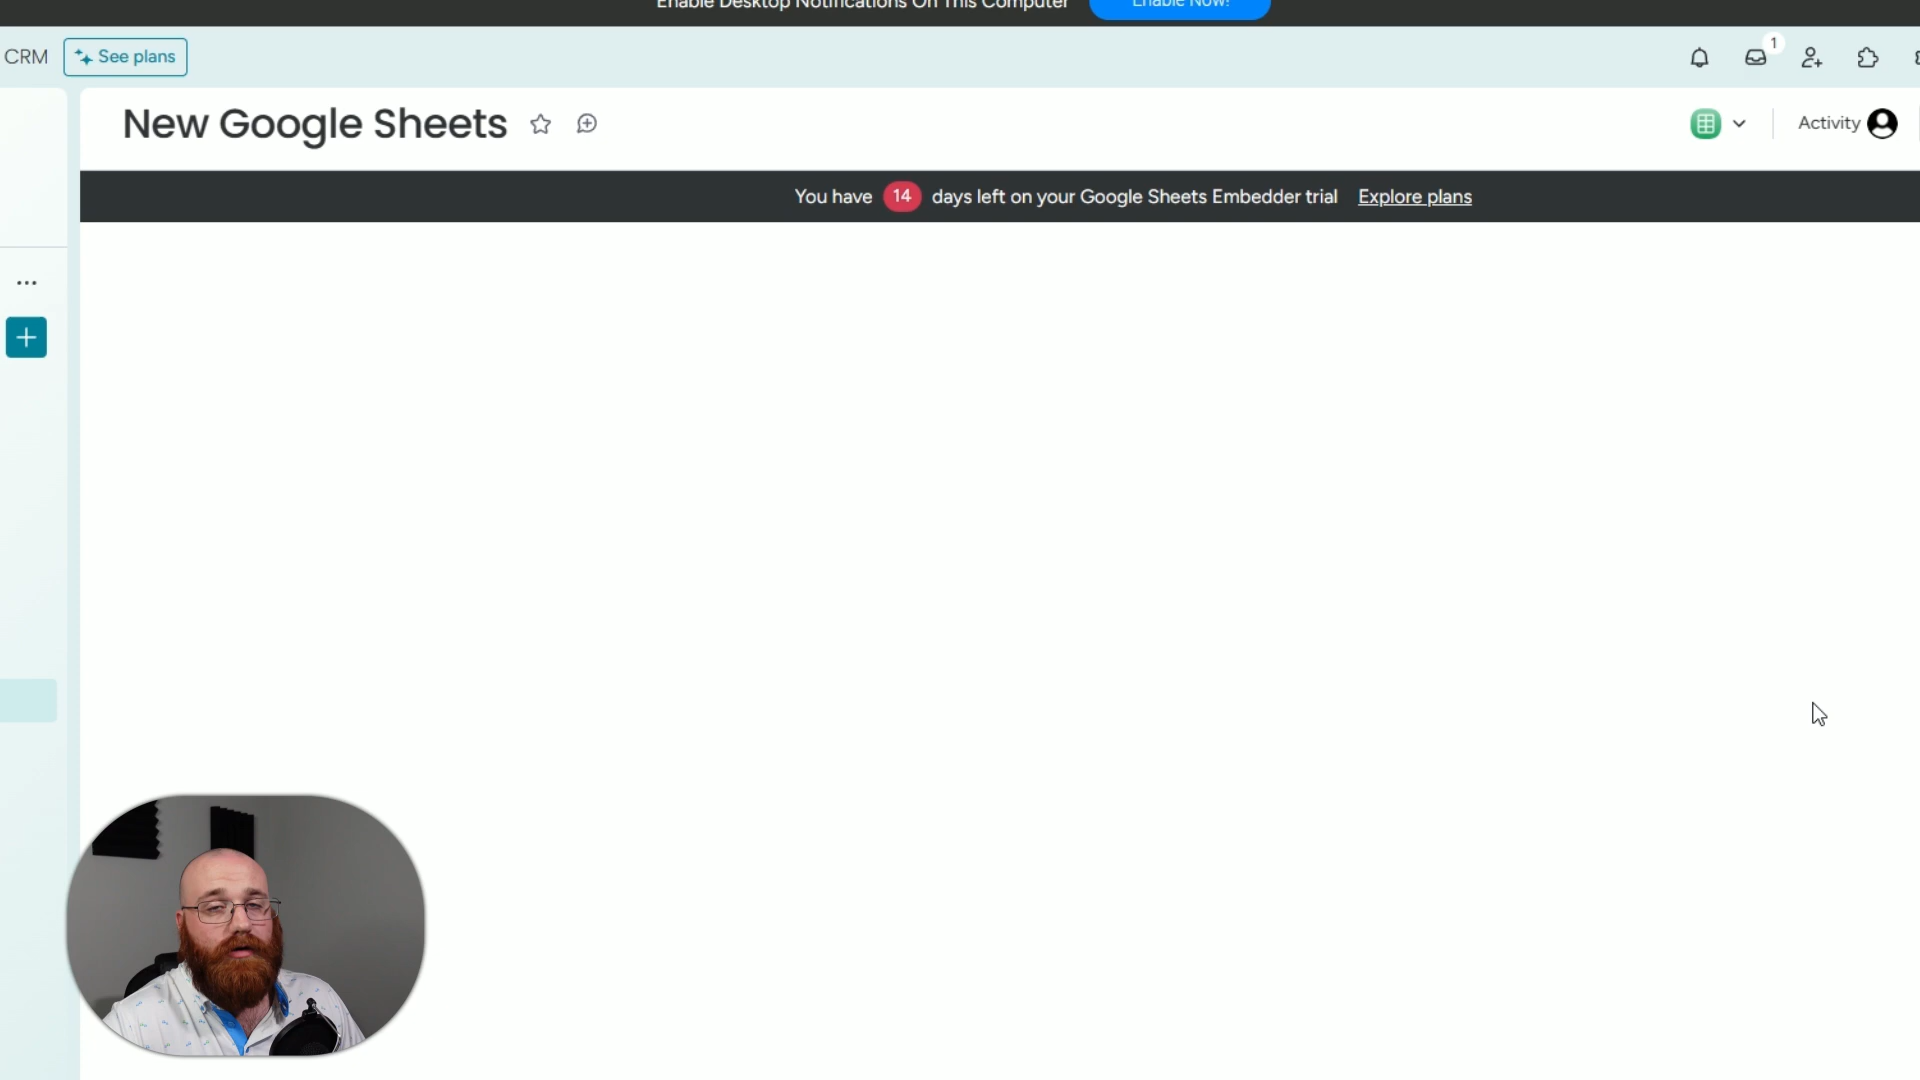 Enable Desktop Notifications On This Computer Enable Now!
CRM See plans
1
New Google Sheets
Activity
You have 14 days left on your Google Sheets Embedder trial Explore plans